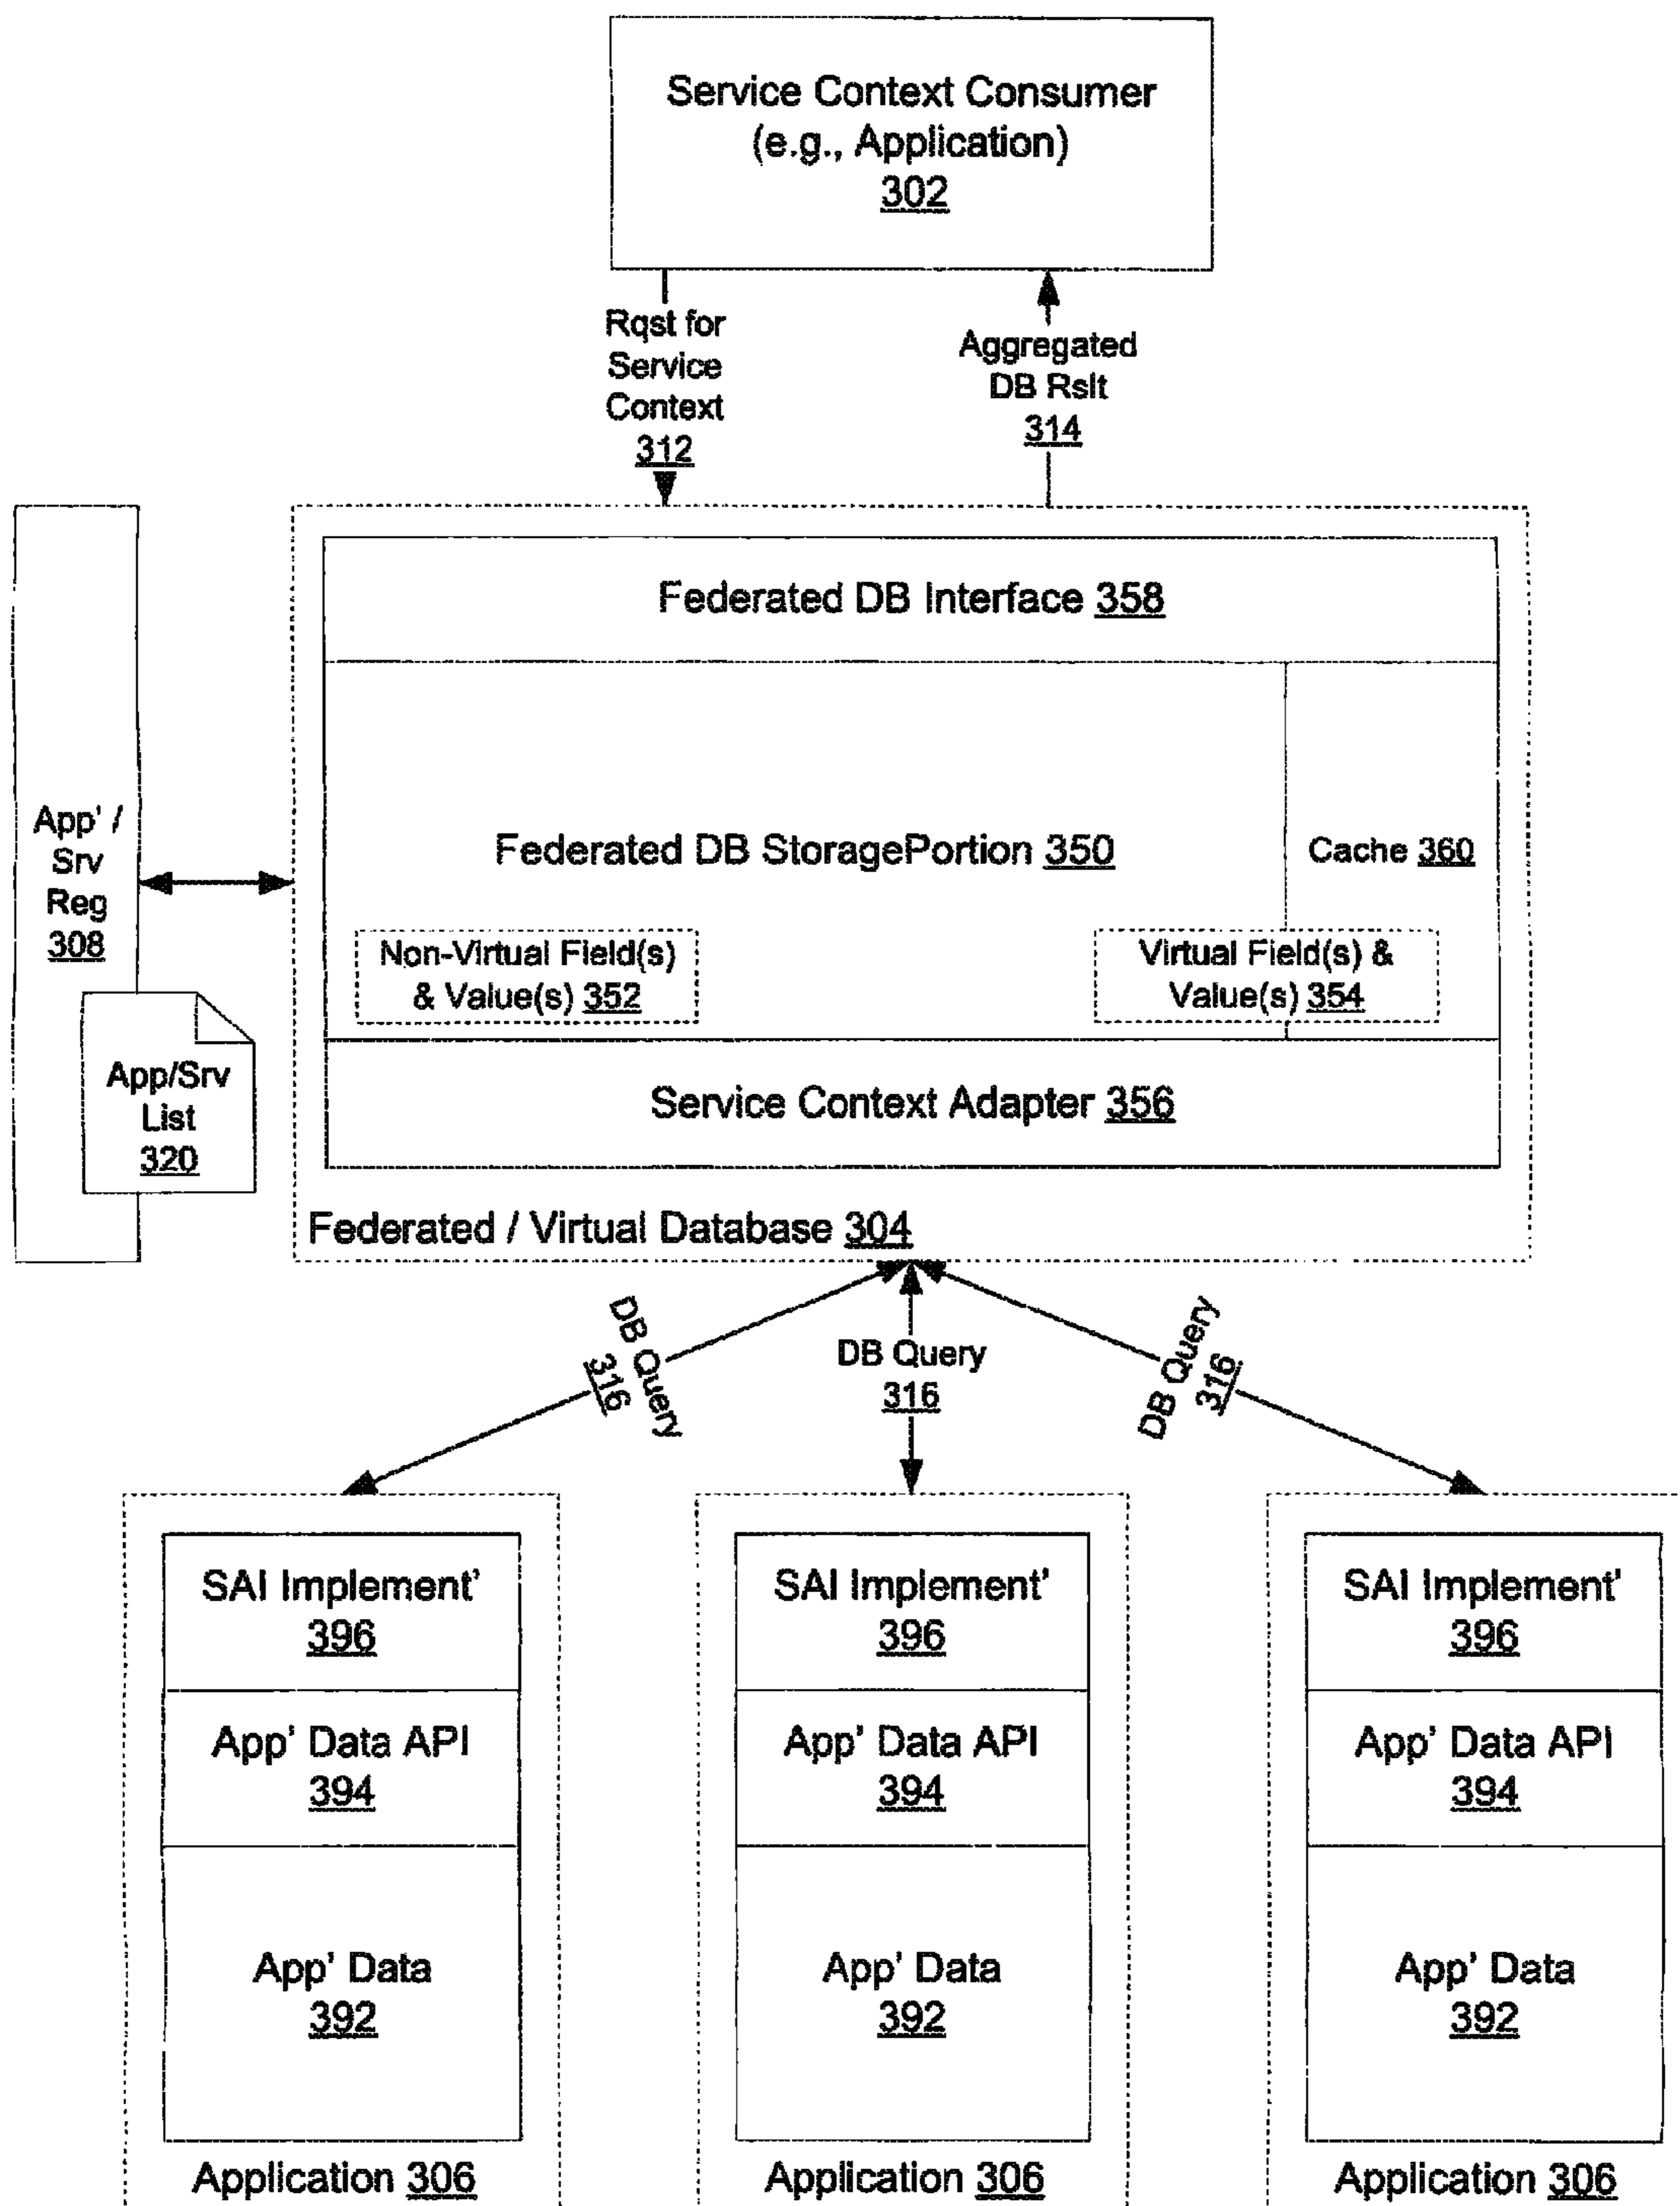 Service Context Consumer
(e.g., Application)
302
Rqst for
Service
Context
312
Aggregated
DB Rslt
314
App' /
Srv
Reg
308
App/Srv
List
320
Federated DB Interface 358
Federated DB StoragePortion 350
Cache 360
Non-Virtual Field(s)
& Value(s) 352
Virtual Field(s) &
Value(s) 354
Service Context Adapter 356
Federated / Virtual Database 304
DB Query
316
DB Query
316
DB Query
316
SAI Implement'
396
App' Data API
394
App' Data
392
Application 306
SAI Implement'
396
App' Data API
394
App' Data
392
Application 306
SAI Implement'
396
App' Data API
394
App' Data
392
Application 306